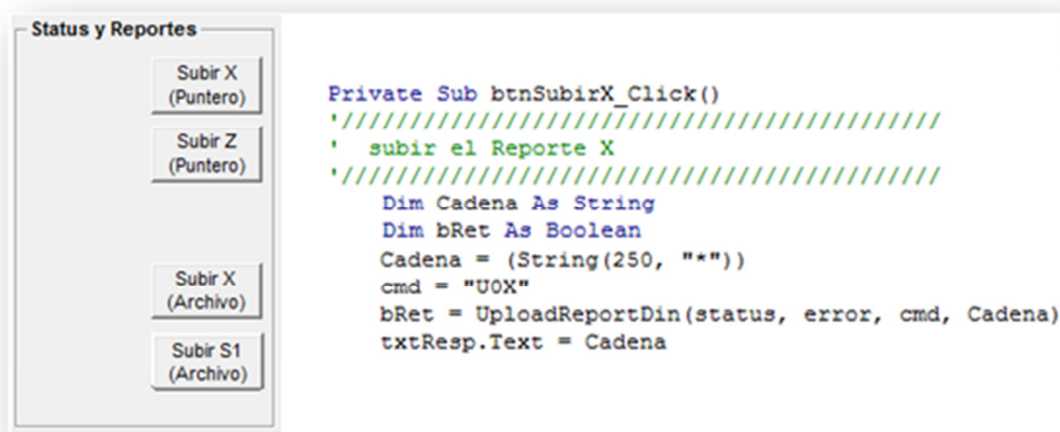 Status y Reportes
Subir X
(Puntero)
Subir Z
(Puntero)
Subir X
(Archivo)
Subir S1
(Archivo)
Private Sub btnSubirX_Click()
'////////////////////////////////////////////
'  subir el Reporte X
'////////////////////////////////////////////
Dim Cadena As String
Dim bRet As Boolean
Cadena = (String(250, "*"))
cmd = "U0X"
bRet = UploadReportDin(status, error, cmd, Cadena)
txtResp.Text = Cadena